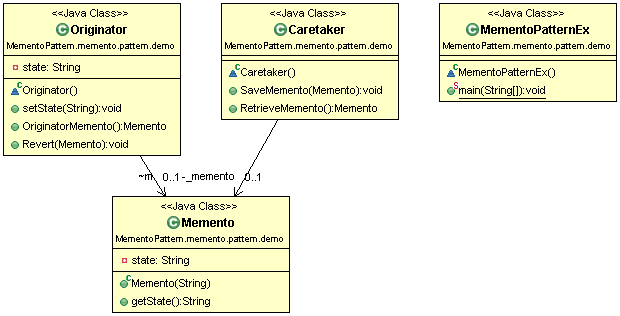 <<Java Class>>
Originator
MementoPattern.memento.pattern.demo
state: String
Originator()
setState(String):void
OriginatorMemento():Memento
Revert(Memento):void
<<Java Class>>
Caretaker
MementoPattern.memento.pattern.demo
Caretaker()
SaveMemento(Memento):void
RetrieveMemento():Memento
<<Java Class>>
MementoPatternEx
MementoPattern.memento.pattern.demo
MementoPatternEx()
main(String[]):void
~m 0..1 -_memento 0..1
<<Java Class>>
Memento
MementoPattern.memento.pattern.demo
state: String
Memento(String)
getState():String